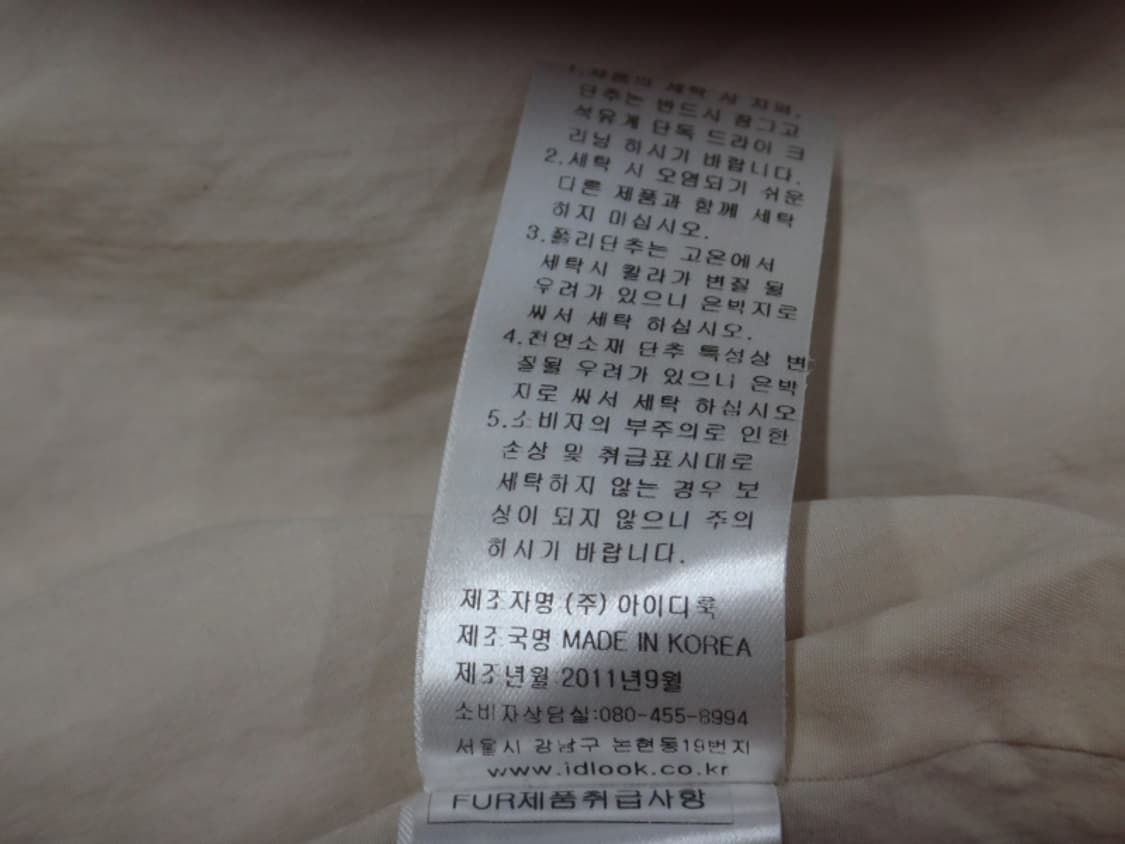 1.제품의 세탁 시 지퍼,
단추는 반드시 잠그고
석유계 단독 드라이 크
리닝 하시기 바랍니다.
2.세탁 시 오염되기 쉬운
다른 제품과 함께 세탁
하지 마십시오.
3.폴리단추는 고온에서
세탁시 칼라가 변질 될
우려가 있으니 은박지로
싸서 세탁 하십시오.
4.천연소재 단추 특성상 변
질될 우려가 있으니 은박
지로 싸서 세탁 하십시오
5.소비자의 부주의로 인한
손상 및 취급표시대로
세탁하지 않는 경우 보
상이 되지 않으니 주의
하시기 바랍니다.
제조자명 (주) 아이디룩
제조국명 MADE IN KOREA
제조년월 2011년9월
소비자상담실:080-455-8994
서울시 강남구 논현동19번지
www.idlook.co.kr
FUR제품취급사항